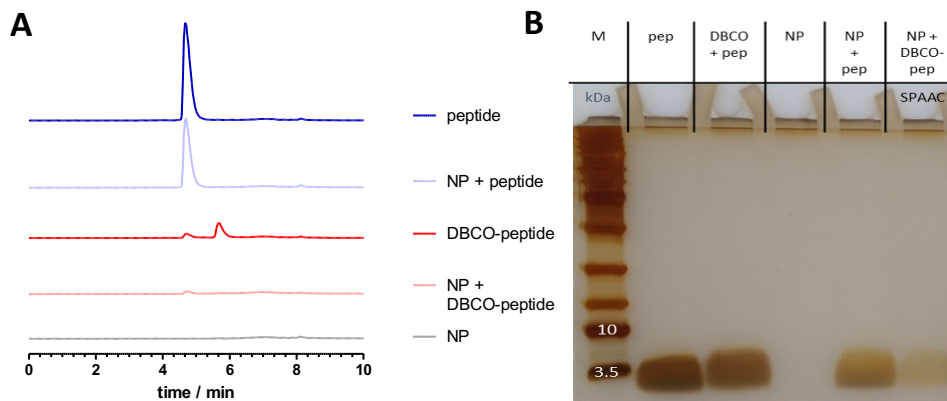 A
peptide
NP + peptide
DBCO-peptide
NP +
DBCO-peptide
NP
0 2 4 6 8 10
time / min
B
M
pep
DBCO
+ pep
NP
NP
+
pep
NP +
DBCO-
pep
kDa
SPAAC
10
3.5